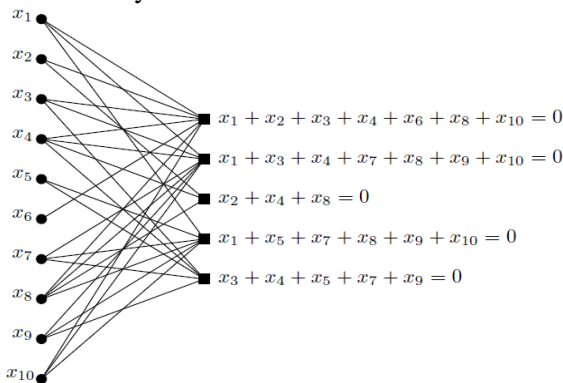 x1
x2
x3
x4
x5
x6
x7
x8
x9
x10
x1 + x2 + x3 + x4 + x6 + x8 + x10 = 0
x1 + x3 + x4 + x7 + x8 + x9 + x10 = 0
x2 + x4 + x8 = 0
x1 + x5 + x7 + x8 + x9 + x10 = 0
x3 + x4 + x5 + x7 + x9 = 0